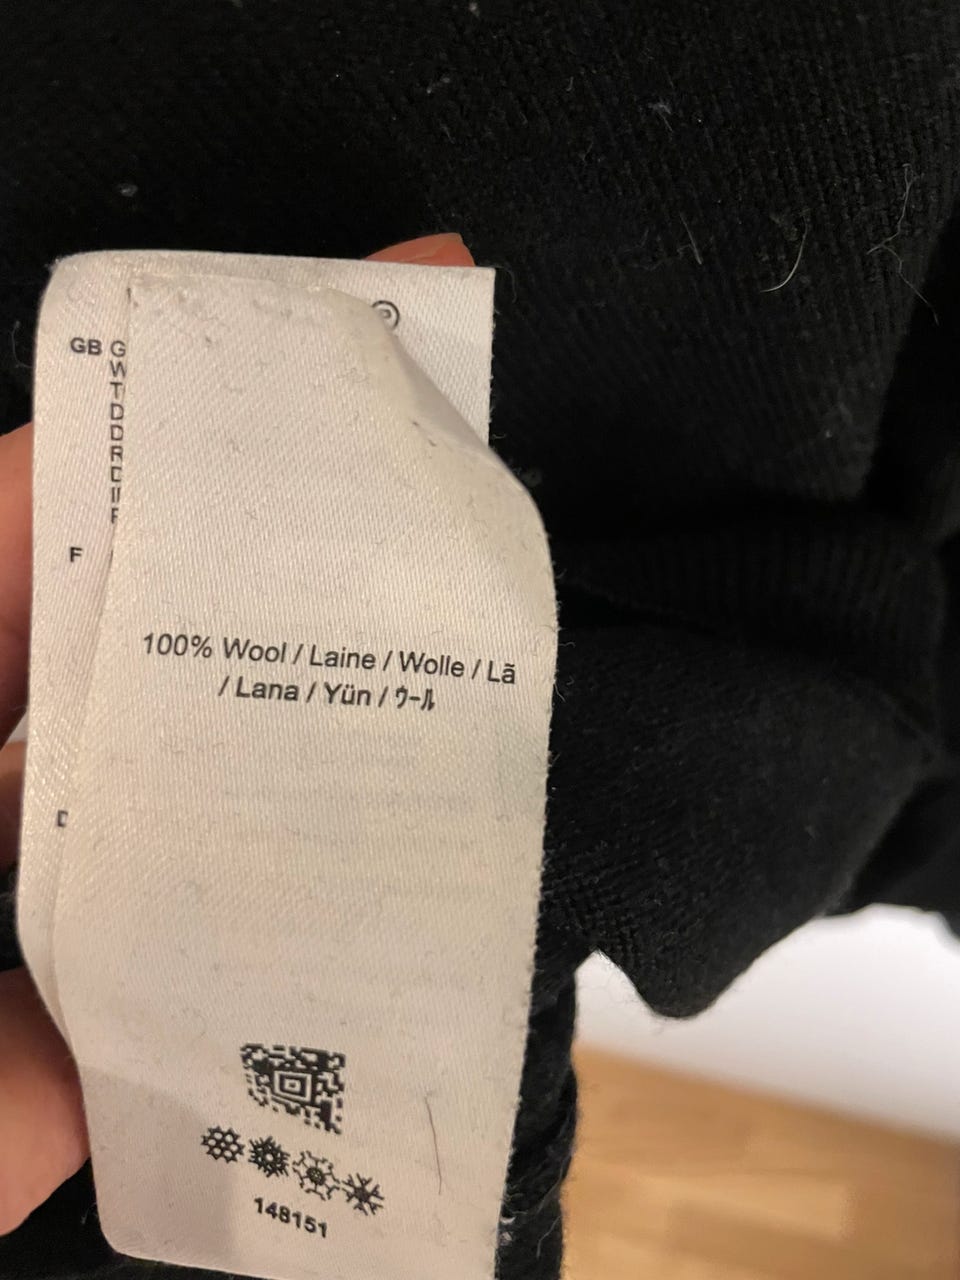 GB G
W
T
D
D
R
D
F
D
100% Wool / Laine / Wolle / Lã
/ Lana / Yün / ウール
148151